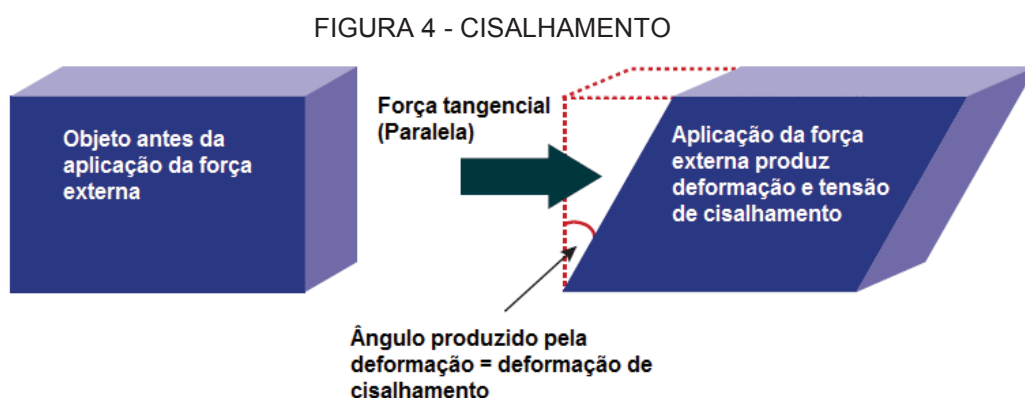 FIGURA 4 - CISALHAMENTO
Objeto antes da
aplicação da força
externa
Força tangencial
(Paralela)
Aplicação da força
externa produz
deformação e tensão
de cisalhamento
Ângulo produzido pela
deformação = deformação de
cisalhamento